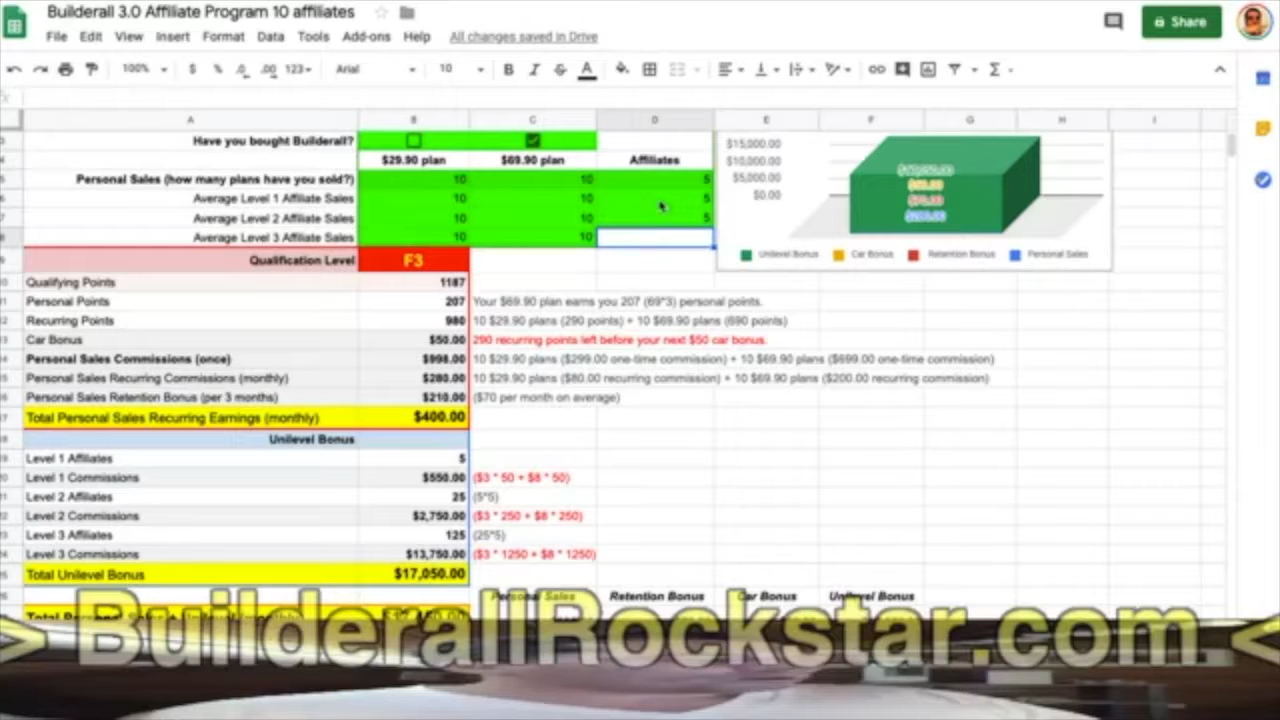 Builderall 3.0 Affiliate Program 10 affiliates
File Edit View Insert Format Data Tools Add-ons Help All changes saved in Drive Share
100% $ % .0 .00 123 Arial 10 B I S A
A B C D E F G H I
Have you bought Builderall?
$29.90 plan $69.90 plan Affiliates
Personal Sales (how many plans have you sold?) 10 10 5
Average Level 1 Affiliate Sales 10 10 5
Average Level 2 Affiliate Sales 10 10 5
Average Level 3 Affiliate Sales 10 10
$15,000.00
$10,000.00
$5,000.00
$0.00
Unilevel Bonus Car Bonus Retention Bonus Personal Sales
Qualification Level F3
Qualifying Points 1187
Personal Points 207 Your $69.90 plan earns you 207 (69*3) personal points.
Recurring Points 980 10 $29.90 plans (290 points) + 10 $69.90 plans (690 points)
Car Bonus $50.00 290 recurring points left before your next $50 car bonus.
Personal Sales Commissions (once) $998.00 10 $29.90 plans ($299.00 one-time commission) + 10 $69.90 plans ($699.00 one-time commission)
Personal Sales Recurring Commissions (monthly) $280.00 10 $29.90 plans ($80.00 recurring commission) + 10 $69.90 plans ($200.00 recurring commission)
Personal Sales Retention Bonus (per 3 months) $210.00 ($70 per month on average)
Total Personal Sales Recurring Earnings (monthly) $400.00
Unilevel Bonus
Level 1 Affiliates 5
Level 1 Commissions $550.00 ($3 * 50 + $8 * 50)
Level 2 Affiliates 25 (5*5)
Level 2 Commissions $2,750.00 ($3 * 250 + $8 * 250)
Level 3 Affiliates 125 (25*5)
Level 3 Commissions $13,750.00 ($3 * 1250 + $8 * 1250)
Total Unilevel Bonus $17,050.00
Personal Sales Retention Bonus Car Bonus Unilevel Bonus
> BuilderallRockstar.com <